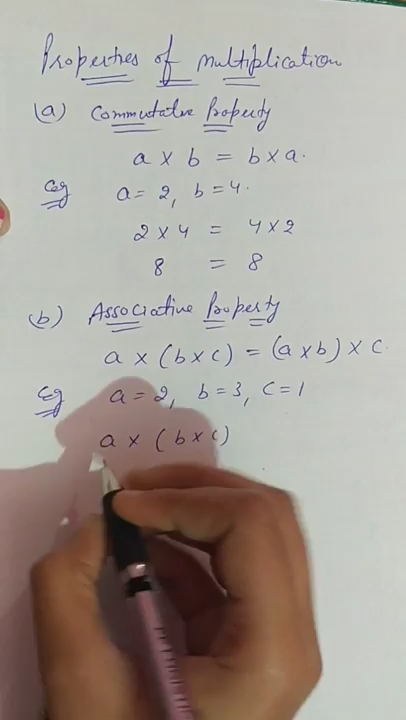 Properties of multiplication
(a) Commutative Property
a × b = b × a.
Eg a = 2, b = 4.
2 × 4 = 4 × 2
8 = 8
(b) Associative Property
a × (b × c) = (a × b) × c.
Eg a = 2, b = 3, c = 1
a × (b × c)